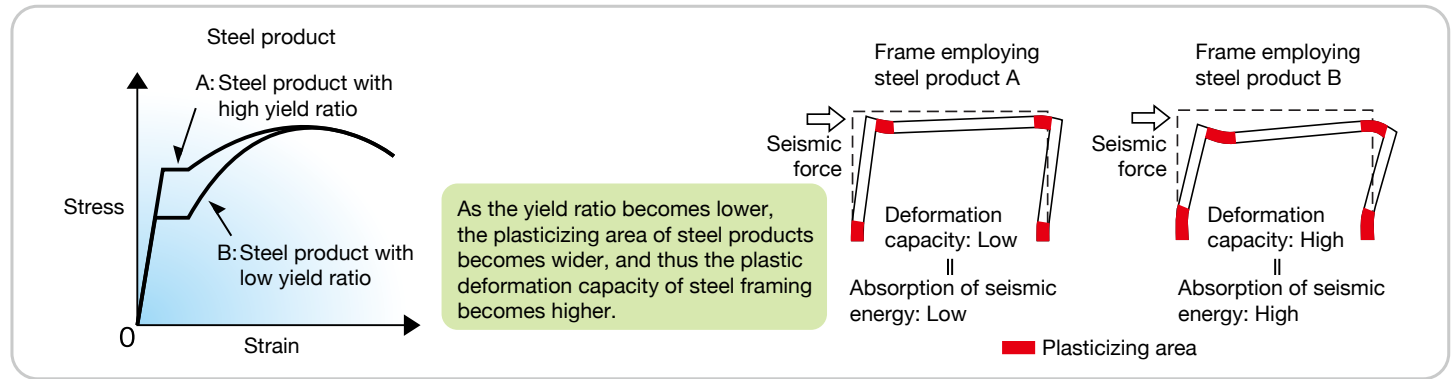 Steel product
A: Steel product with
high yield ratio
Stress
B: Steel product with
low yield ratio
0
Strain
As the yield ratio becomes lower,
the plasticizing area of steel products
becomes wider, and thus the plastic
deformation capacity of steel framing
becomes higher.
Frame employing
steel product A
Seismic
force
Deformation
capacity: Low
=
Absorption of seismic
energy: Low
Frame employing
steel product B
Seismic
force
Deformation
capacity: High
=
Absorption of seismic
energy: High
Plasticizing area